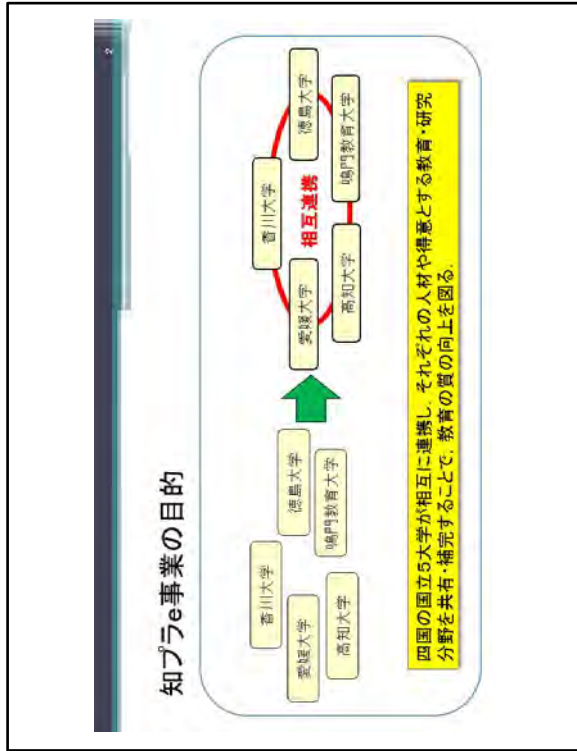 2
知プラe事業の目的
香川大学
愛媛大学
徳島大学
高知大学
鳴門教育大学
香川大学
愛媛大学
相互連携
徳島大学
高知大学
鳴門教育大学
四国の国立5大学が相互に連携し，それぞれの人材や得意とする教育・研究
分野を共有・補完することで，教育の質の向上を図る．